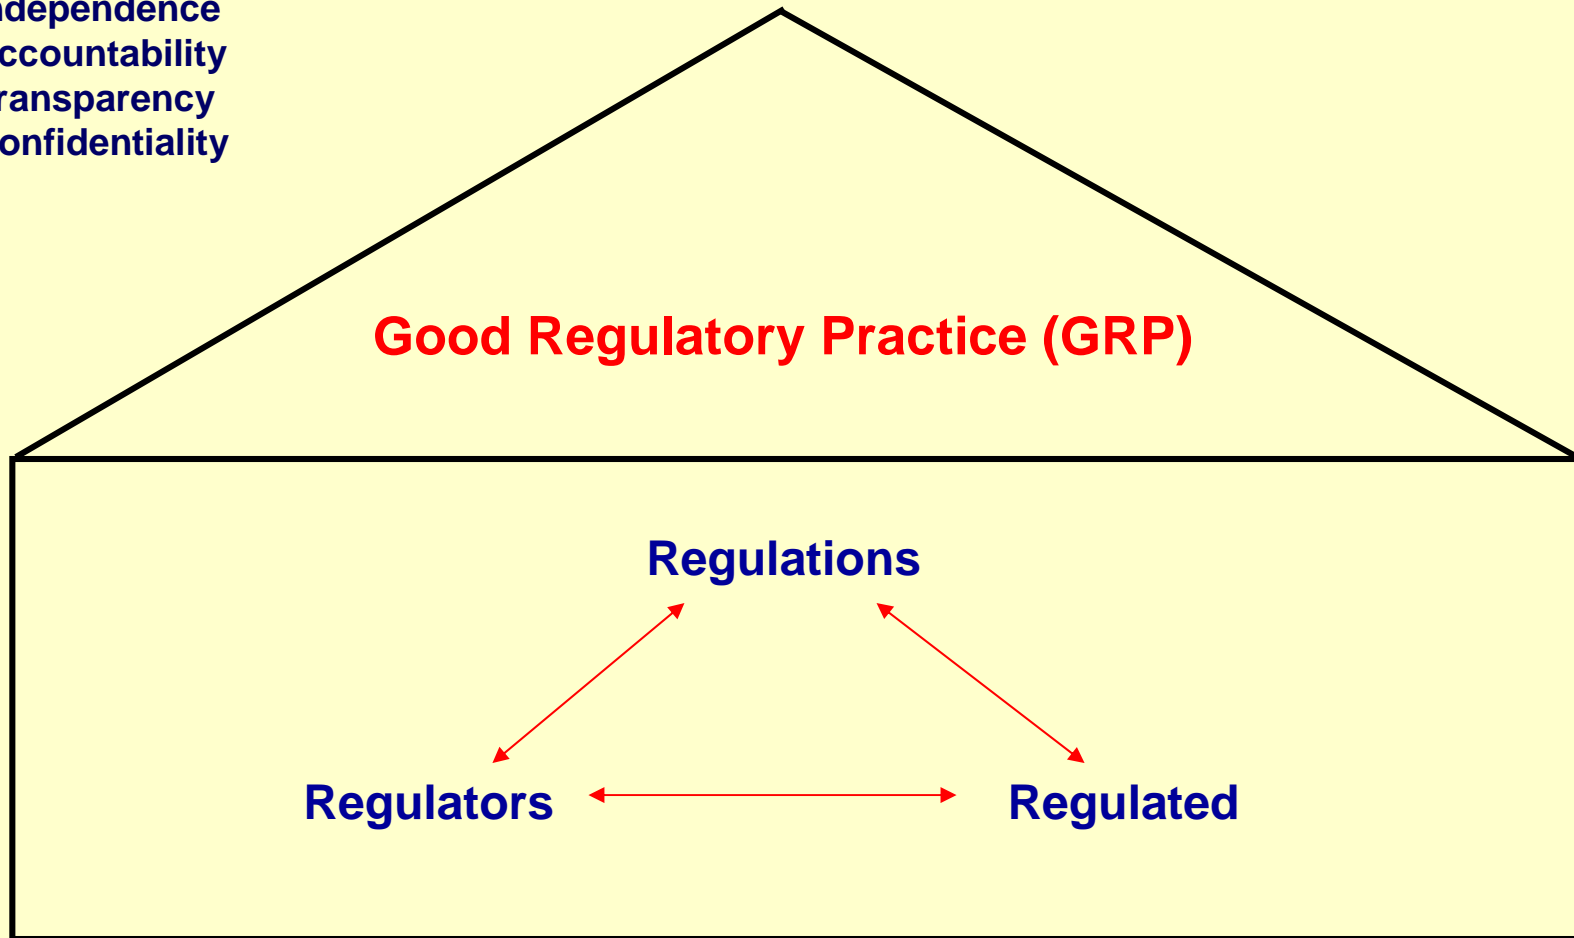 ndependence
ccountability
ransparency
onfidentiality
Good Regulatory Practice (GRP)
Regulations
Regulators
Regulated